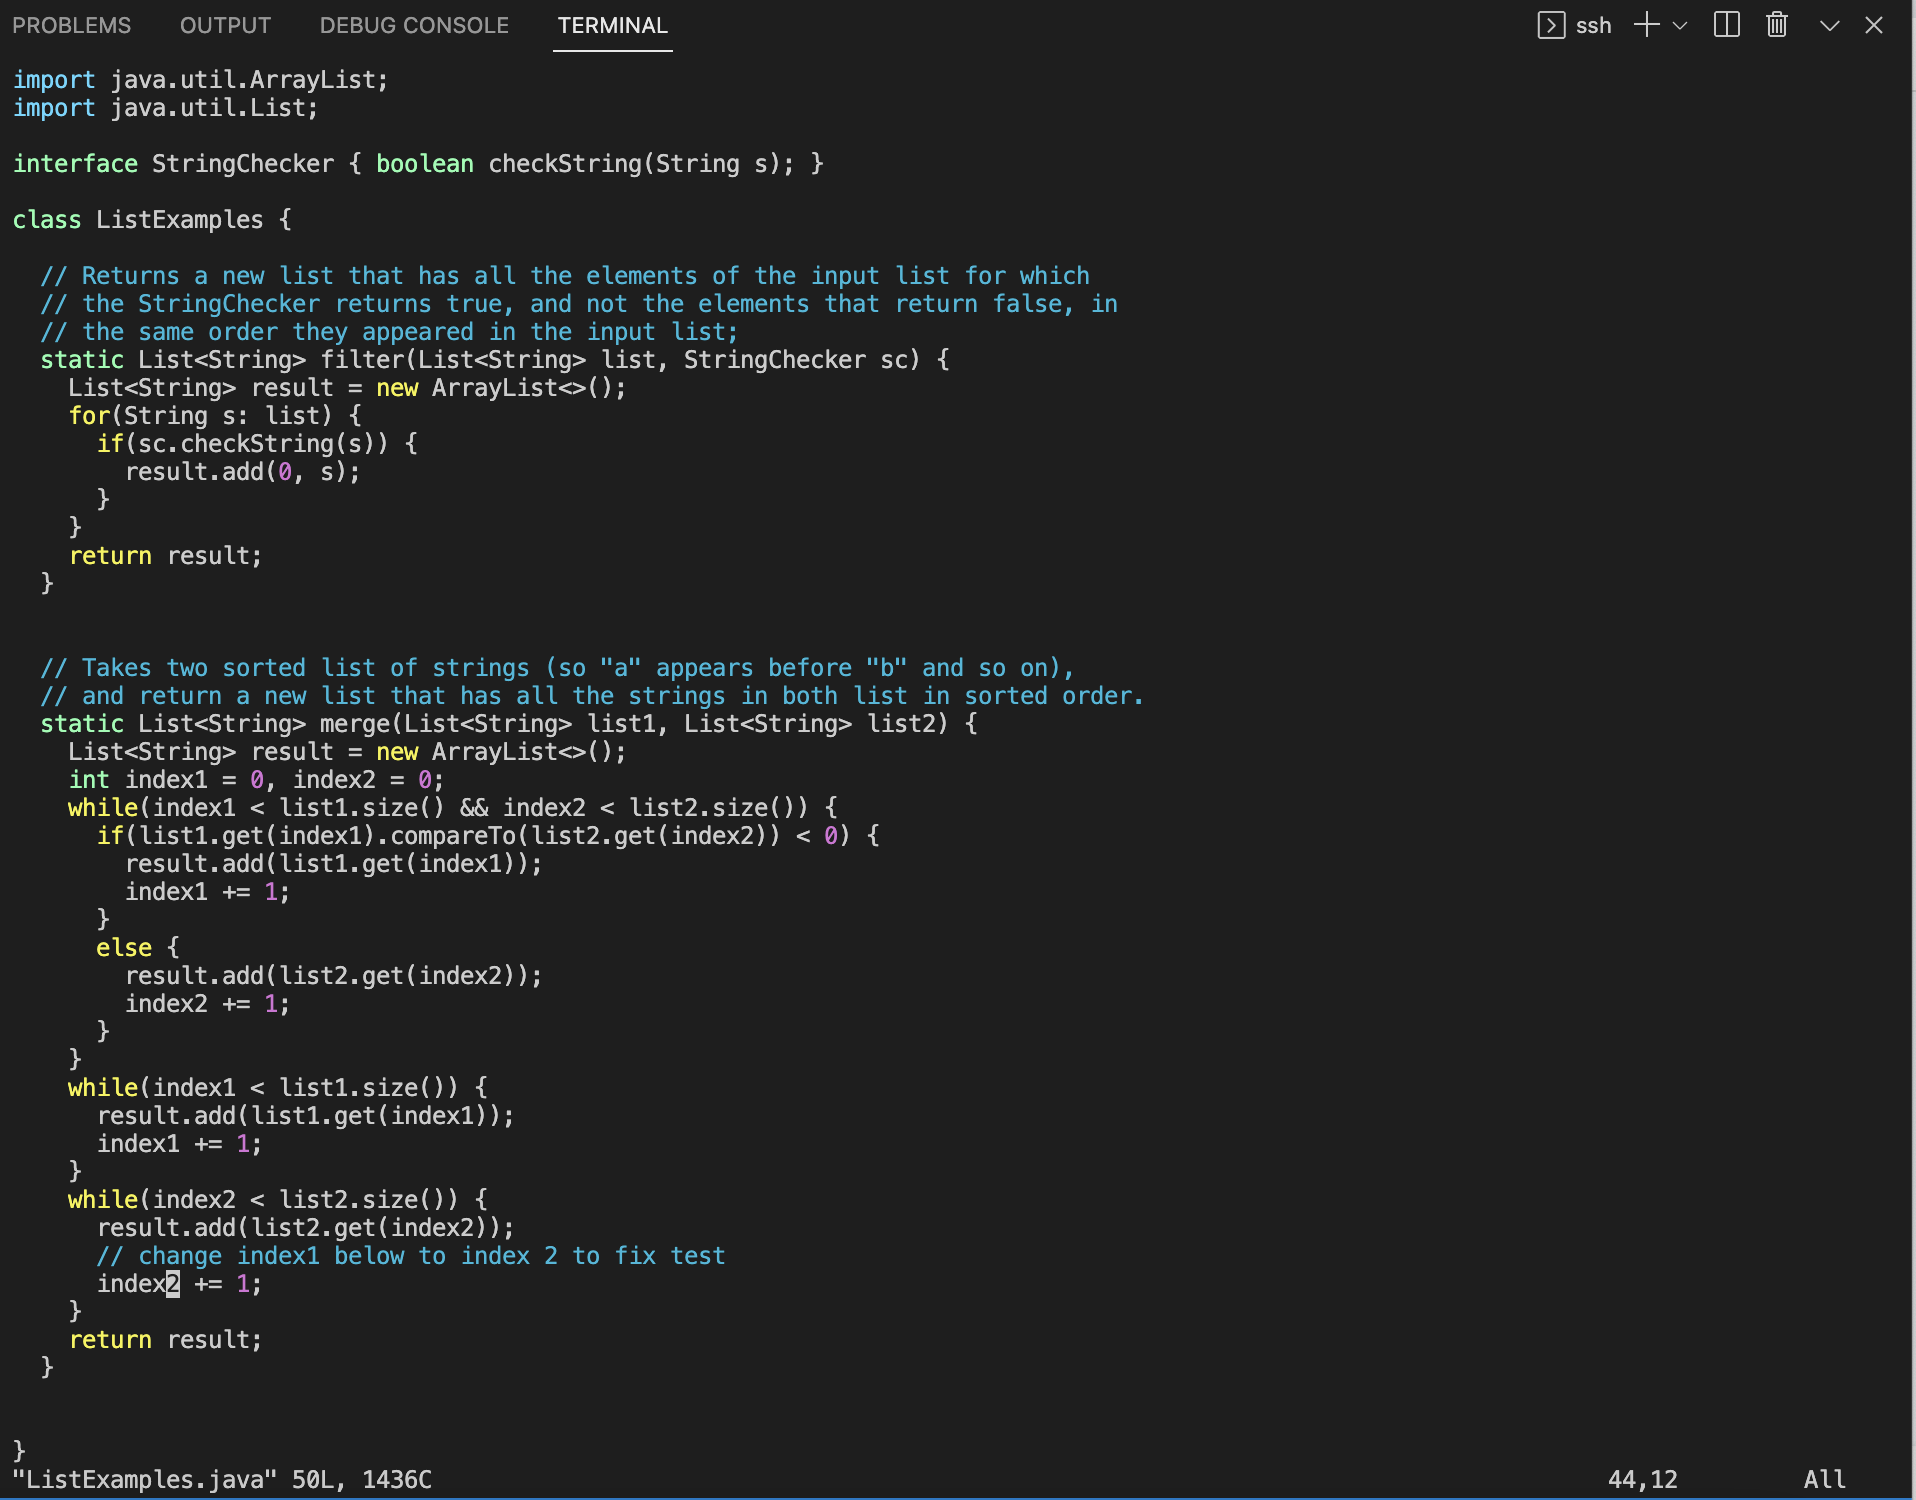 PROBLEMS OUTPUT DEBUG CONSOLE TERMINAL ssh
import java.util.ArrayList;
import java.util.List;

interface StringChecker { boolean checkString(String s); }

class ListExamples {

  // Returns a new list that has all the elements of the input list for which
  // the StringChecker returns true, and not the elements that return false, in
  // the same order they appeared in the input list;
  static List<String> filter(List<String> list, StringChecker sc) {
    List<String> result = new ArrayList<>();
    for(String s: list) {
      if(sc.checkString(s)) {
        result.add(0, s);
      }
    }
    return result;
  }


  // Takes two sorted list of strings (so "a" appears before "b" and so on),
  // and return a new list that has all the strings in both list in sorted order.
  static List<String> merge(List<String> list1, List<String> list2) {
    List<String> result = new ArrayList<>();
    int index1 = 0, index2 = 0;
    while(index1 < list1.size() && index2 < list2.size()) {
      if(list1.get(index1).compareTo(list2.get(index2)) < 0) {
        result.add(list1.get(index1));
        index1 += 1;
      }
      else {
        result.add(list2.get(index2));
        index2 += 1;
      }
    }
    while(index1 < list1.size()) {
      result.add(list1.get(index1));
      index1 += 1;
    }
    while(index2 < list2.size()) {
      result.add(list2.get(index2));
      // change index1 below to index 2 to fix test
      index2 += 1;
    }
    return result;
  }


}
"ListExamples.java" 50L, 1436C 44,12 All